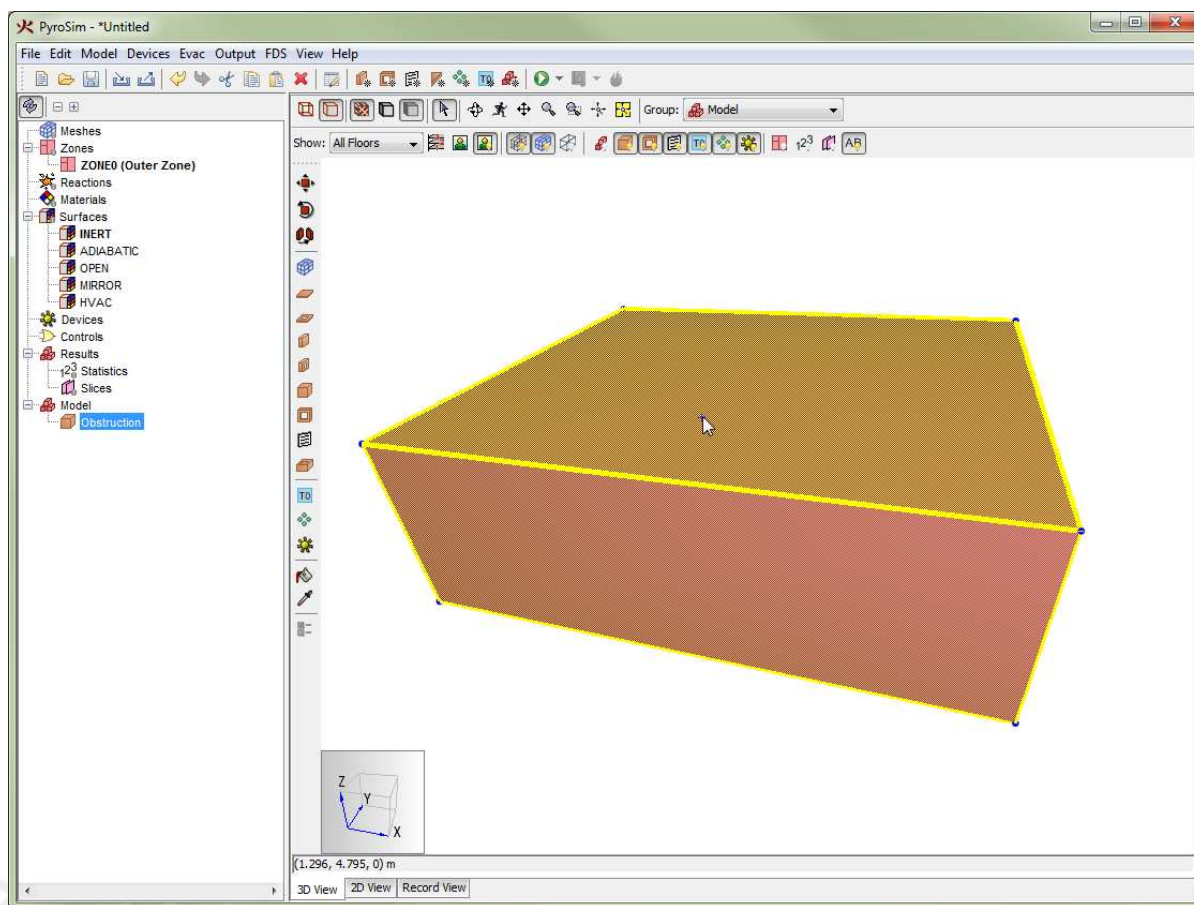 PyroSim - *Untitled
File Edit Model Devices Evac Output FDS View Help
Group: Model
Show: All Floors
Meshes
Zones
ZONE0 (Outer Zone)
Reactions
Materials
Surfaces
INERT
ADIABATIC
OPEN
MIRROR
HVAC
Devices
Controls
Results
Statistics
Slices
Model
Obstruction
Z
Y
X
(1.296, 4.795, 0) m
3D View 2D View Record View